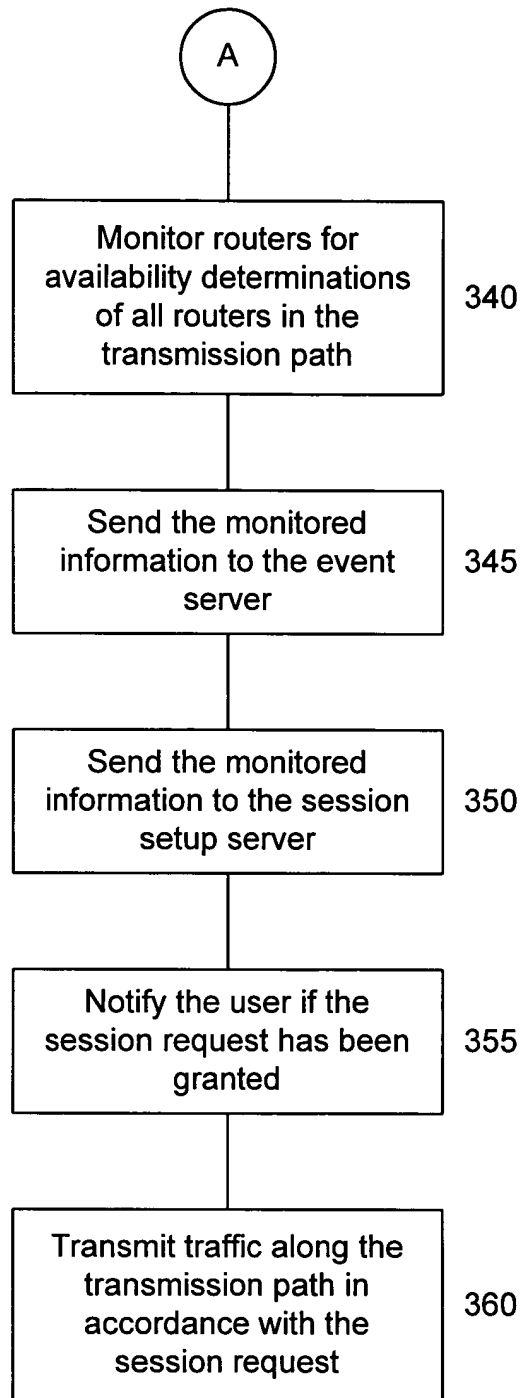 A
Monitor routers for
availability determinations
of all routers in the
transmission path
340
Send the monitored
information to the event
server
345
Send the monitored
information to the session
setup server
350
Notify the user if the
session request has been
granted
355
Transmit traffic along the
transmission path in
accordance with the
session request
360